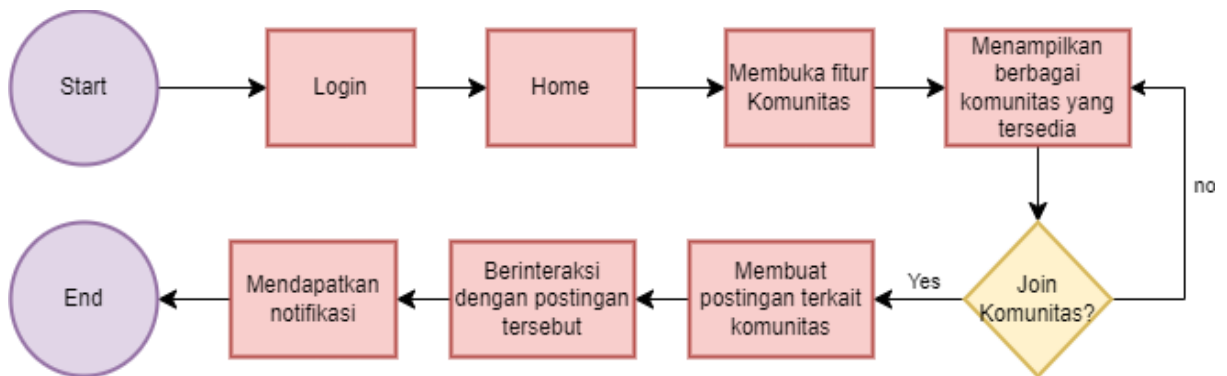 Start
Login
Home
Membuka fitur
Komunitas
Menampilkan
berbagai
komunitas yang
tersedia
no
Join
Komunitas?
Yes
Membuat
postingan terkait
komunitas
Berinteraksi
dengan postingan
tersebut
Mendapatkan
notifikasi
End